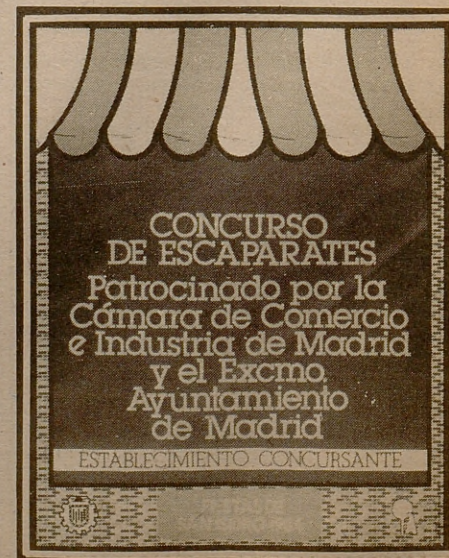 CONCURSO
DE ESCAPARATES
Patrocinado por la
Cámara de Comercio
e Industria de Madrid
y el Excmo.
Ayuntamiento
de Madrid
ESTABLECIMIENTO CONCURSANTE